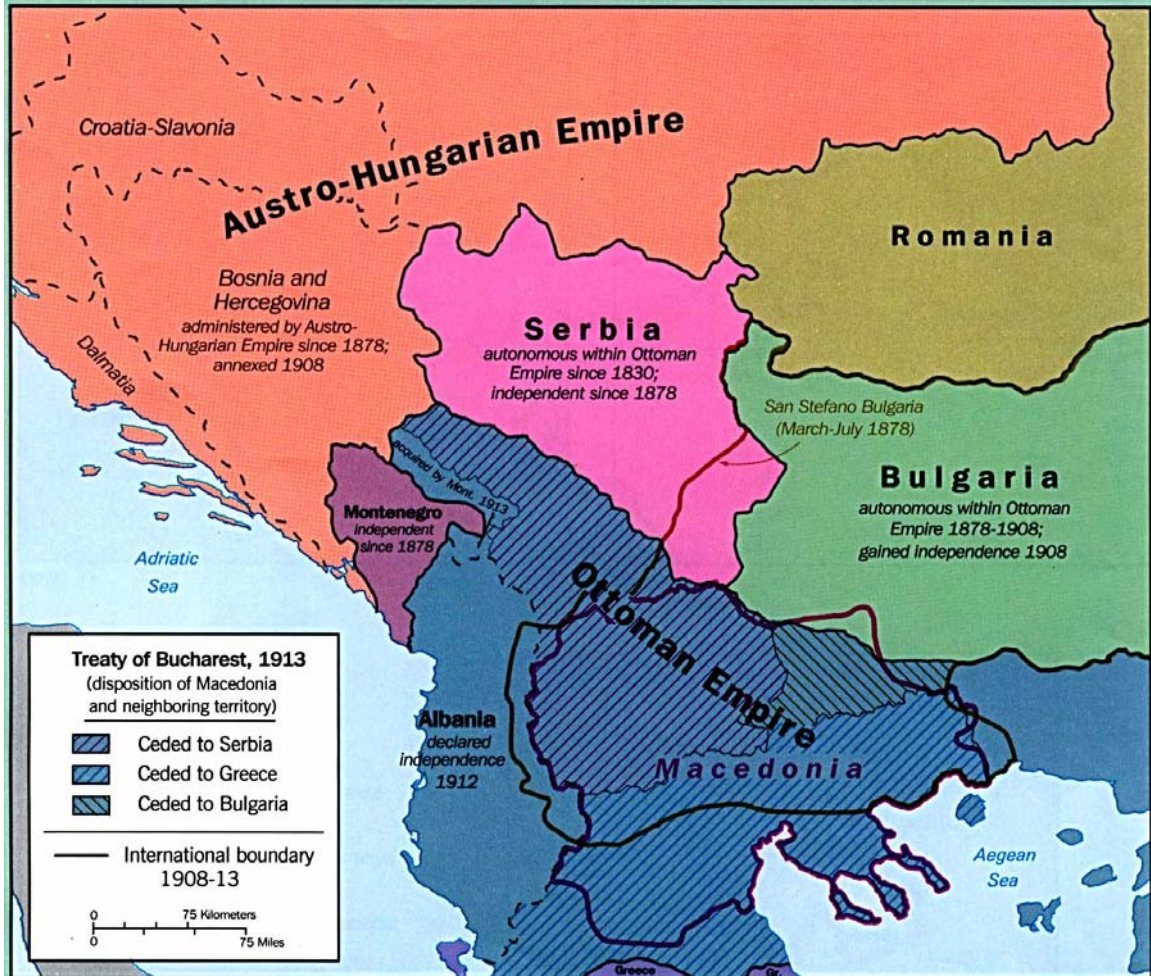 Croatia-Slavonia
Austro-Hungarian Empire
Romania
Bosnia and
Hercegovina
administered by Austro-
Hungarian Empire since 1878;
annexed 1908
Dalmatia
Serbia
autonomous within Ottoman
Empire since 1830;
independent since 1878
San Stefano Bulgaria
(March-July 1878)
Bulgaria
autonomous within Ottoman
Empire 1878-1908;
gained independence 1908
acquired by Mont. 1913
Montenegro
independent
since 1878
Adriatic
Sea
Ottoman Empire
Albania
declared
independence
1912
Macedonia
Aegean
Sea
Treaty of Bucharest, 1913
(disposition of Macedonia
and neighboring territory)
Ceded to Serbia
Ceded to Greece
Ceded to Bulgaria
International boundary
1908-13
0 75 Kilometers
0 75 Miles
Greece